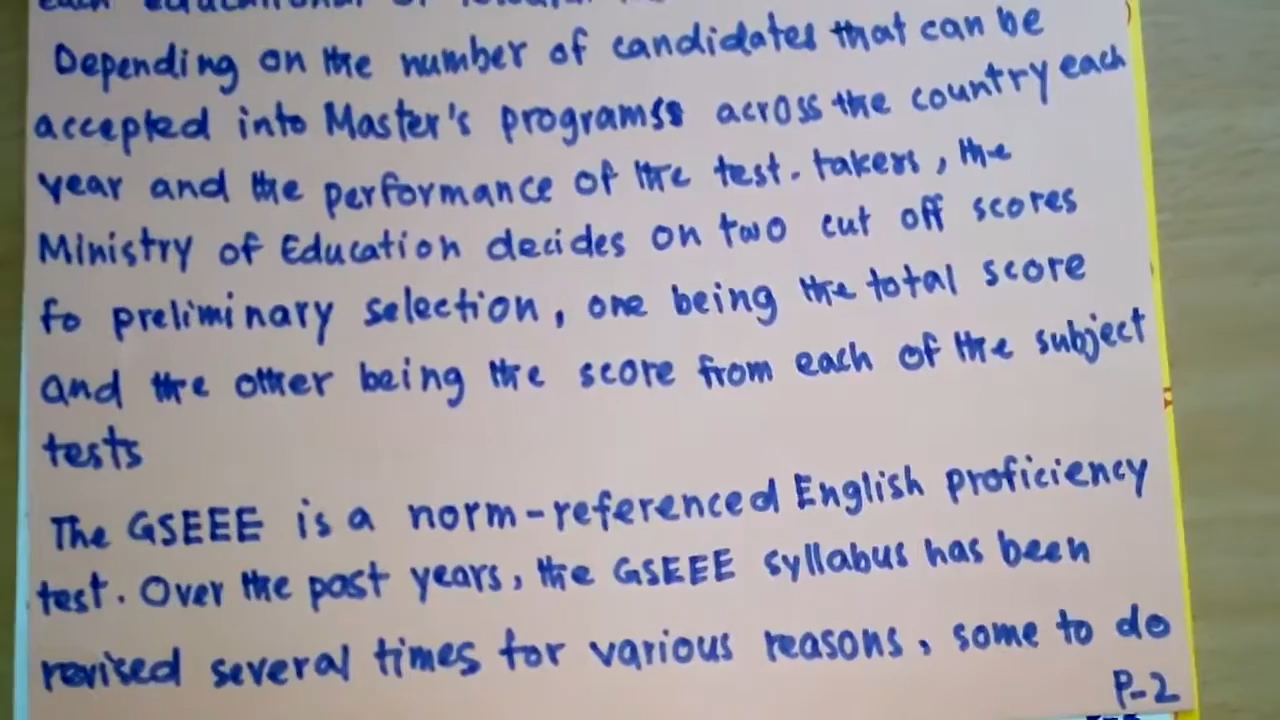 Depending on the number of candidates that can be
accepted into Master's programss across the country each
year and the performance of the test-takers, the
Ministry of Education decides on two cut off scores
fo preliminary selection, one being the total score
and the other being the score from each of the subject
tests
The GSEEE is a norm-referenced English proficiency
test. Over the past years, the GSEEE syllabus has been
revised several times for various reasons, some to do
P-2